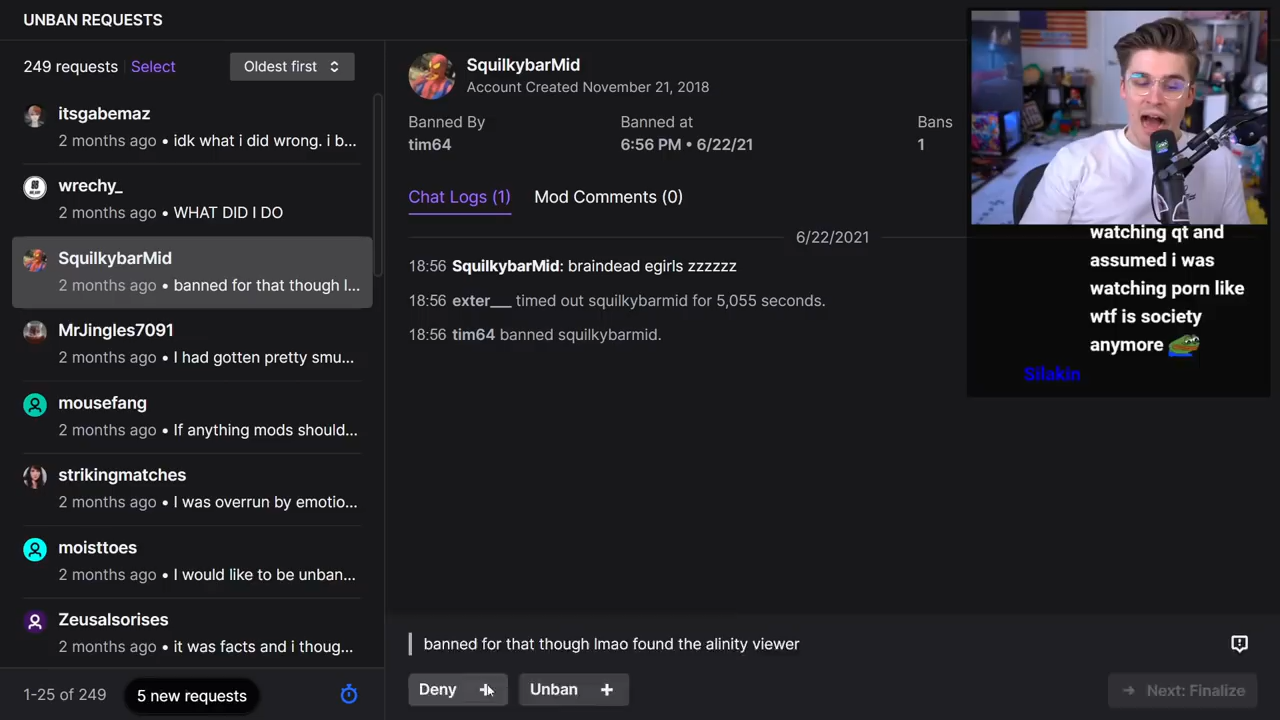 UNBAN REQUESTS
249 requests Select Oldest first
itsgabemaz
2 months ago • idk what i did wrong. i b...
wrechy_
2 months ago • WHAT DID I DO
SquilkybarMid
2 months ago • banned for that though l...
MrJingles7091
2 months ago • I had gotten pretty smu...
mousefang
2 months ago • If anything mods should...
strikingmatches
2 months ago • I was overrun by emotio...
moisttoes
2 months ago • I would like to be unban...
Zeusalsorises
2 months ago • it was facts and i thoug...
1-25 of 249 5 new requests
SquilkybarMid
Account Created November 21, 2018
Banned By Banned at Bans
tim64 6:56 PM • 6/22/21 1
Chat Logs (1) Mod Comments (0)
6/22/2021
18:56 SquilkybarMid: braindead egirls zzzzzz
18:56 exter___ timed out squilkybarmid for 5,055 seconds.
18:56 tim64 banned squilkybarmid.
banned for that though lmao found the alinity viewer
Deny Unban Next: Finalize
watching qt and
assumed i was
watching porn like
wtf is society
anymore
Silakin